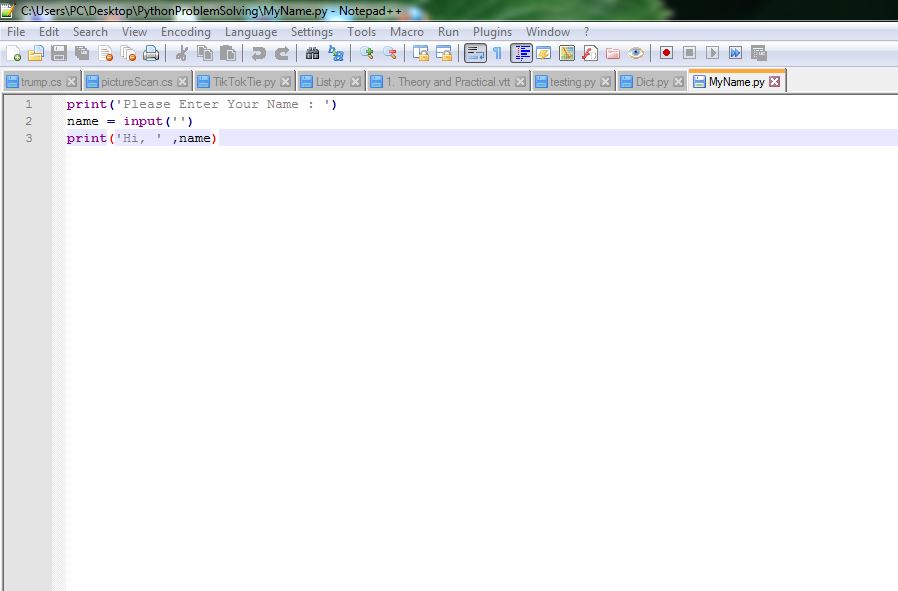 C:\Users\PC\Desktop\PythonProblemSolving\MyName.py - Notepad++
File Edit Search View Encoding Language Settings Tools Macro Run Plugins Window ?
trump.cs pictureScan.cs TikTokTie.py List.py 1. Theory and Practical.vtt testing.py Dict.py MyName.py
1 print('Please Enter Your Name : ')
2 name = input('')
3 print('Hi, ' ,name)